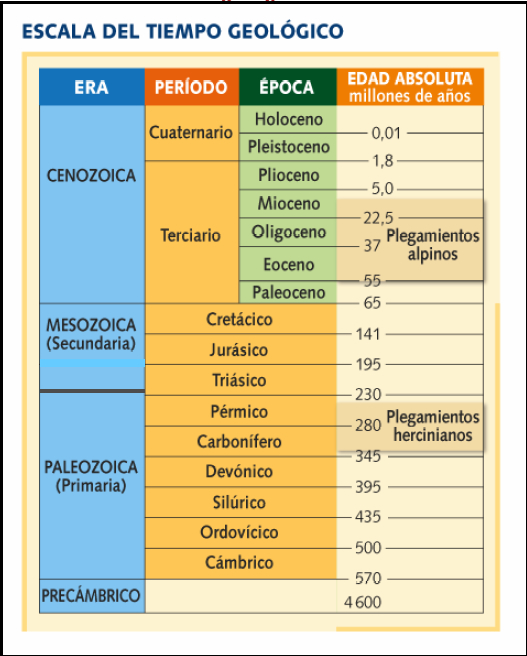 ESCALA DEL TIEMPO GEOLÓGICO
ERA PERÍODO ÉPOCA EDAD ABSOLUTA
millones de años
CENOZOICA
Cuaternario
Holoceno
0,01
Pleistoceno
1,8
Terciario
Plioceno
5,0
Mioceno
22,5
Oligoceno
37
Eoceno
55
Paleoceno
65
Plegamientos
alpinos
MESOZOICA
(Secundaria)
Cretácico
141
Jurásico
195
Triásico
230
PALEOZOICA
(Primaria)
Pérmico
280
Carbonífero
345
Plegamientos
hercinianos
Devónico
395
Silúrico
435
Ordovícico
500
Cámbrico
570
PRECÁMBRICO
4 600